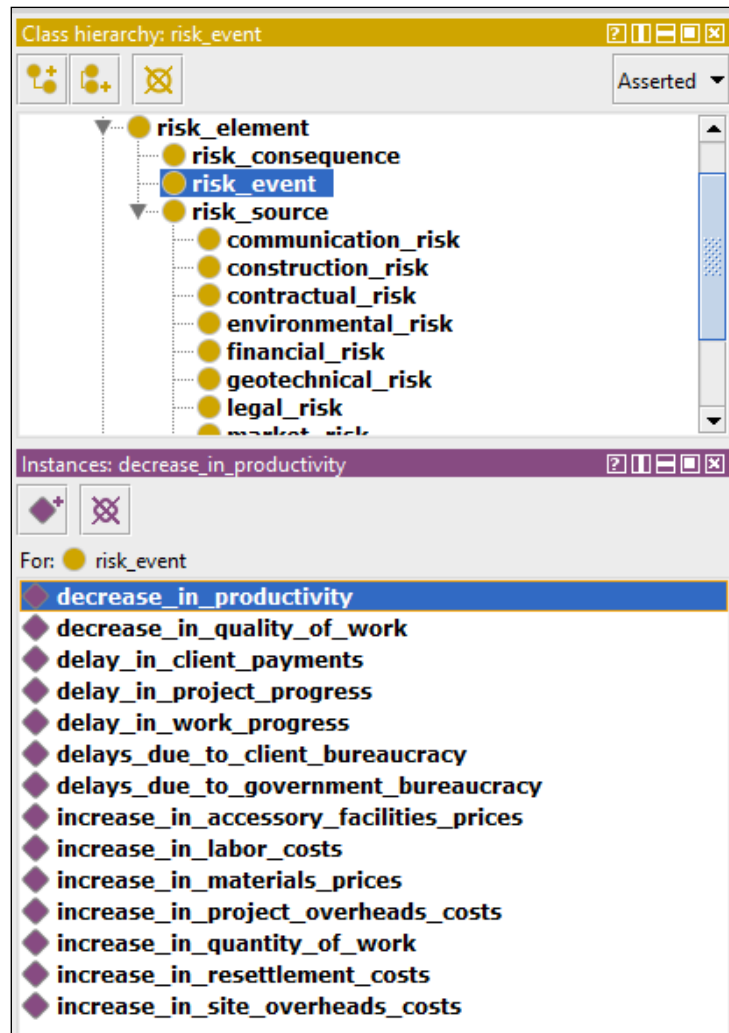 Class hierarchy: risk_event
Asserted
risk_element
risk_consequence
risk_event
risk_source
communication_risk
construction_risk
contractual_risk
environmental_risk
financial_risk
geotechnical_risk
legal_risk
market_risk
Instances: decrease_in_productivity
For: risk_event
decrease_in_productivity
decrease_in_quality_of_work
delay_in_client_payments
delay_in_project_progress
delay_in_work_progress
delays_due_to_client_bureaucracy
delays_due_to_government_bureaucracy
increase_in_accessory_facilities_prices
increase_in_labor_costs
increase_in_materials_prices
increase_in_project_overheads_costs
increase_in_quantity_of_work
increase_in_resettlement_costs
increase_in_site_overheads_costs